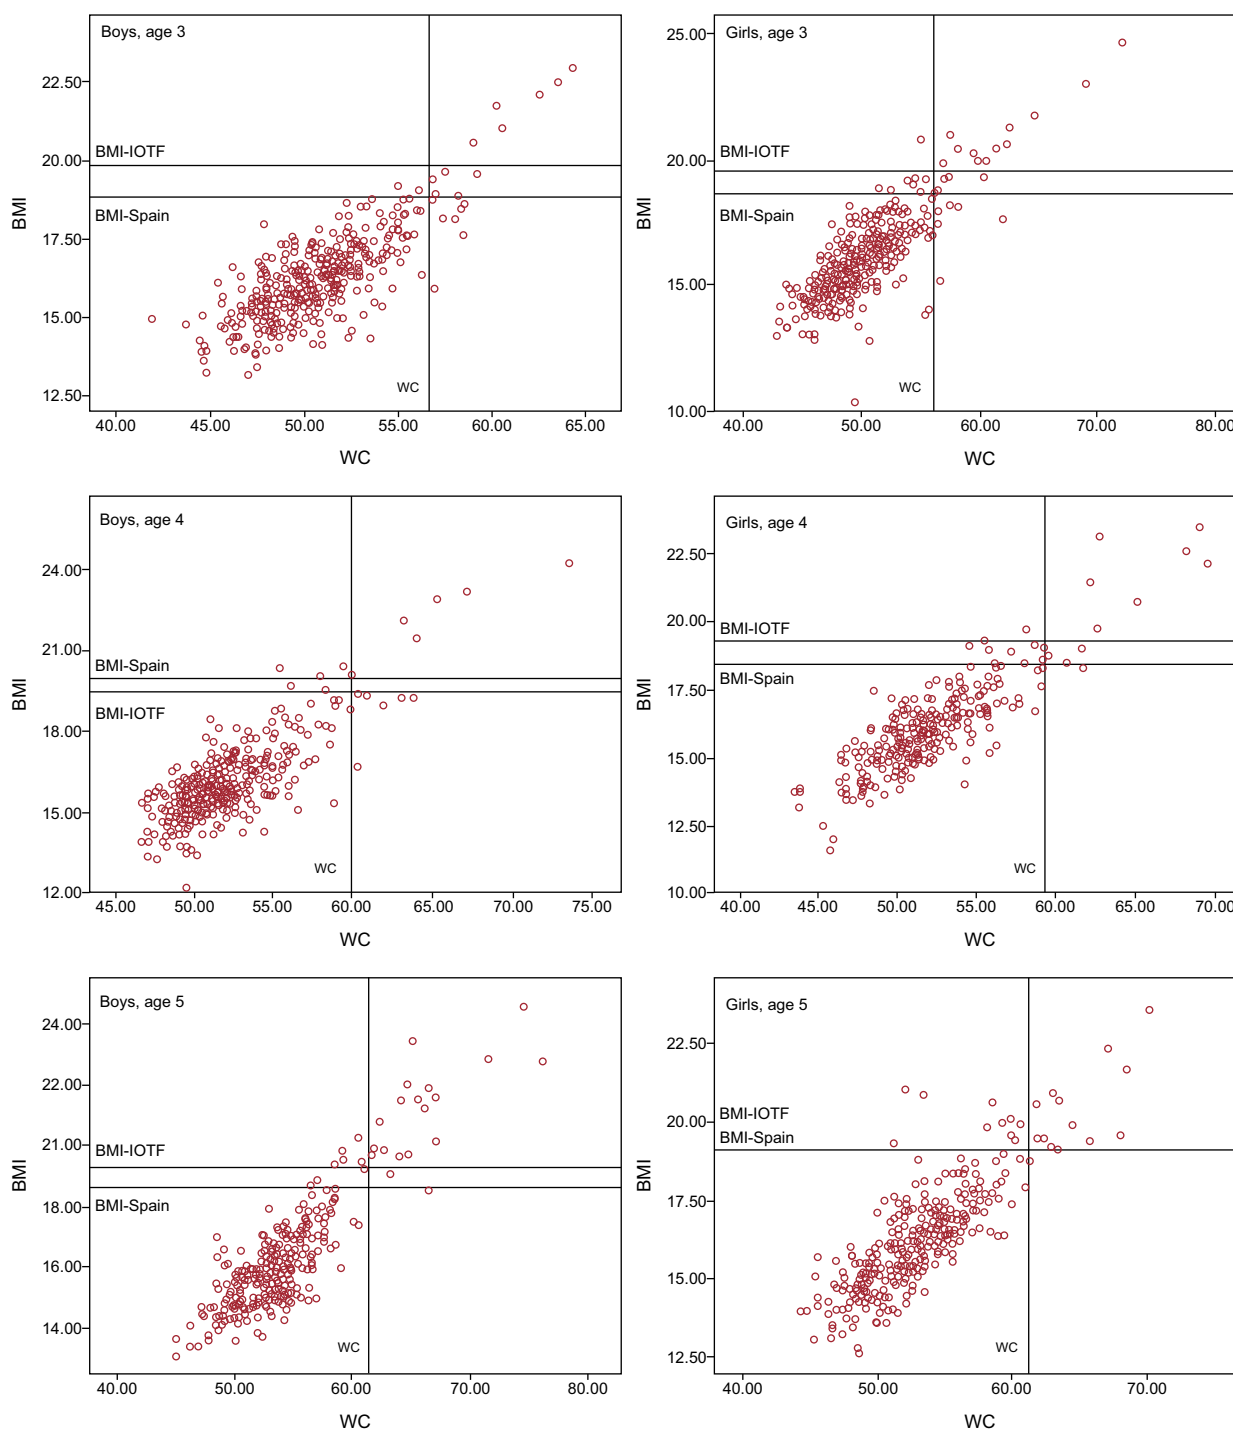 Boys, age 3
22.50
20.00
17.50
15.00
12.50
BMI
BMI-IOTF
BMI-Spain
WC
40.00 45.00 50.00 55.00 60.00 65.00
WC
Girls, age 3
25.00
20.00
15.00
10.00
BMI
BMI-IOTF
BMI-Spain
WC
40.00 50.00 60.00 70.00 80.00
WC
Boys, age 4
24.00
21.00
18.00
15.00
12.00
BMI
BMI-Spain
BMI-IOTF
WC
45.00 50.00 55.00 60.00 65.00 70.00 75.00
WC
Girls, age 4
22.50
20.00
17.50
15.00
12.50
10.00
BMI
BMI-IOTF
BMI-Spain
WC
40.00 45.00 50.00 55.00 60.00 65.00 70.00
WC
Boys, age 5
24.00
22.00
21.00
18.00
16.00
14.00
BMI
BMI-IOTF
BMI-Spain
WC
40.00 50.00 60.00 70.00 80.00
WC
Girls, age 5
22.50
20.00
17.50
15.00
12.50
BMI
BMI-IOTF
BMI-Spain
WC
40.00 50.00 60.00 70.00
WC